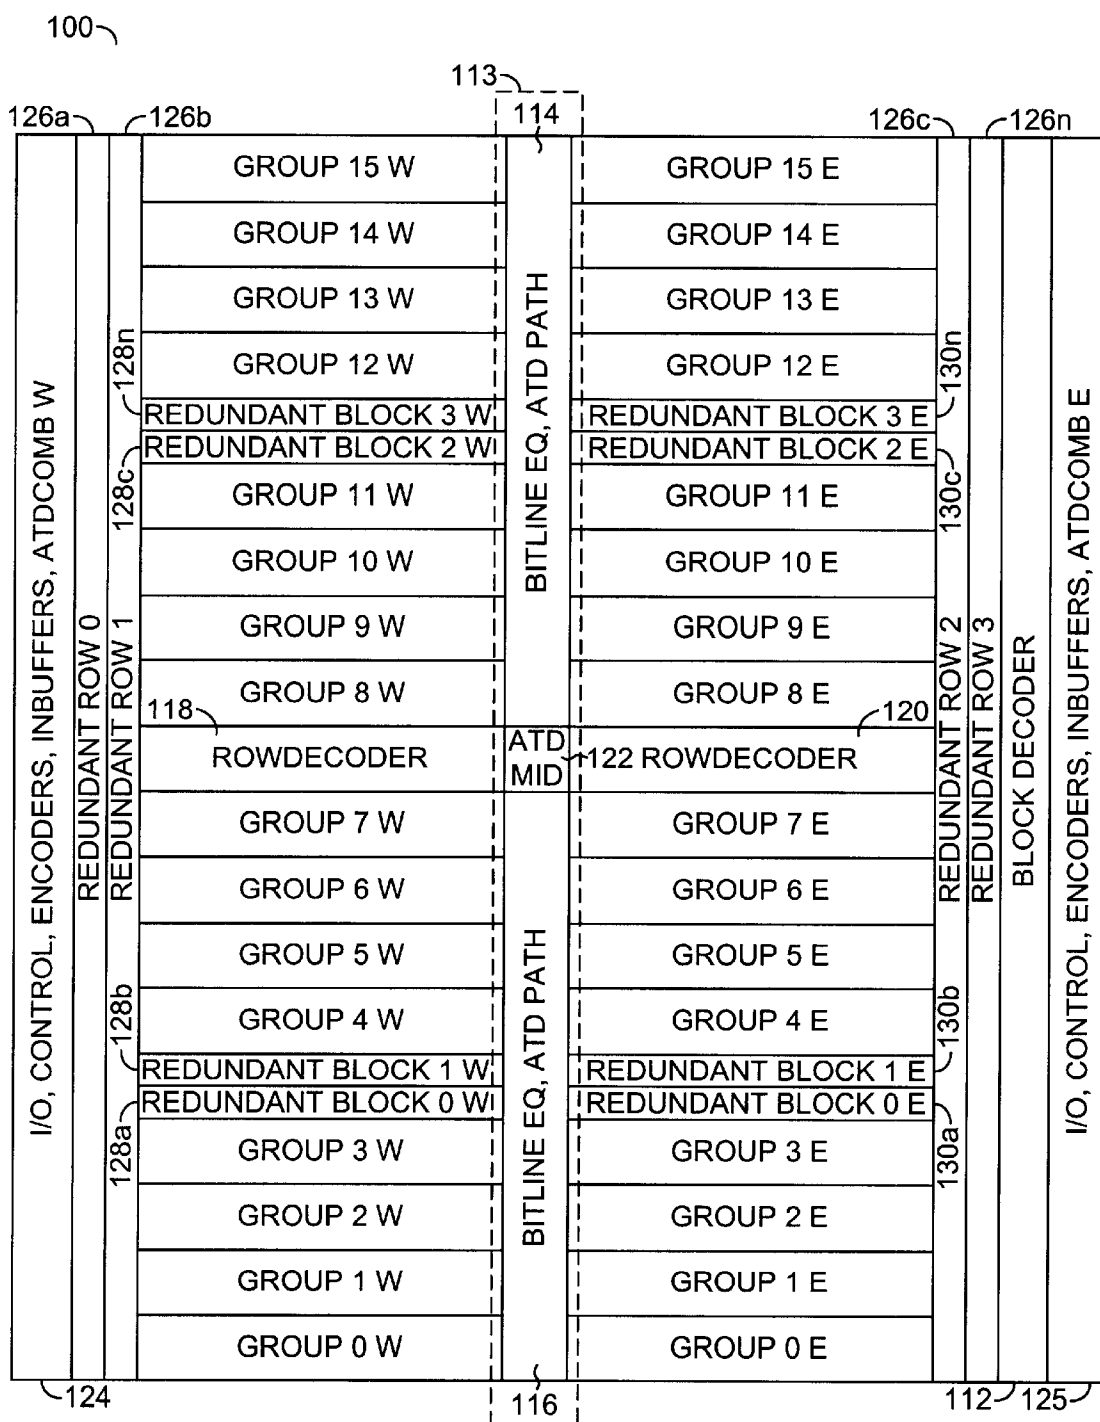 100
113
126a
126b
114
126c
126n
GROUP 15 W
GROUP 15 E
GROUP 14 W
GROUP 14 E
GROUP 13 W
GROUP 13 E
GROUP 12 W
GROUP 12 E
128n
130n
REDUNDANT BLOCK 3 W
REDUNDANT BLOCK 3 E
REDUNDANT BLOCK 2 W
REDUNDANT BLOCK 2 E
128c
130c
GROUP 11 W
GROUP 11 E
GROUP 10 W
GROUP 10 E
GROUP 9 W
GROUP 9 E
GROUP 8 W
GROUP 8 E
BITLINE EQ, ATD PATH
I/O, CONTROL, ENCODERS, INBUFFERS, ATDCOMB W
REDUNDANT ROW 0
REDUNDANT ROW 1
118
ROWDECODER
ATD
MID
122
ROWDECODER
120
REDUNDANT ROW 2
REDUNDANT ROW 3
BLOCK DECODER
I/O, CONTROL, ENCODERS, INBUFFERS, ATDCOMB E
GROUP 7 W
GROUP 7 E
GROUP 6 W
GROUP 6 E
GROUP 5 W
GROUP 5 E
GROUP 4 W
GROUP 4 E
128b
130b
REDUNDANT BLOCK 1 W
REDUNDANT BLOCK 1 E
REDUNDANT BLOCK 0 W
REDUNDANT BLOCK 0 E
128a
130a
BITLINE EQ, ATD PATH
GROUP 3 W
GROUP 3 E
GROUP 2 W
GROUP 2 E
GROUP 1 W
GROUP 1 E
GROUP 0 W
GROUP 0 E
124
116
112
125